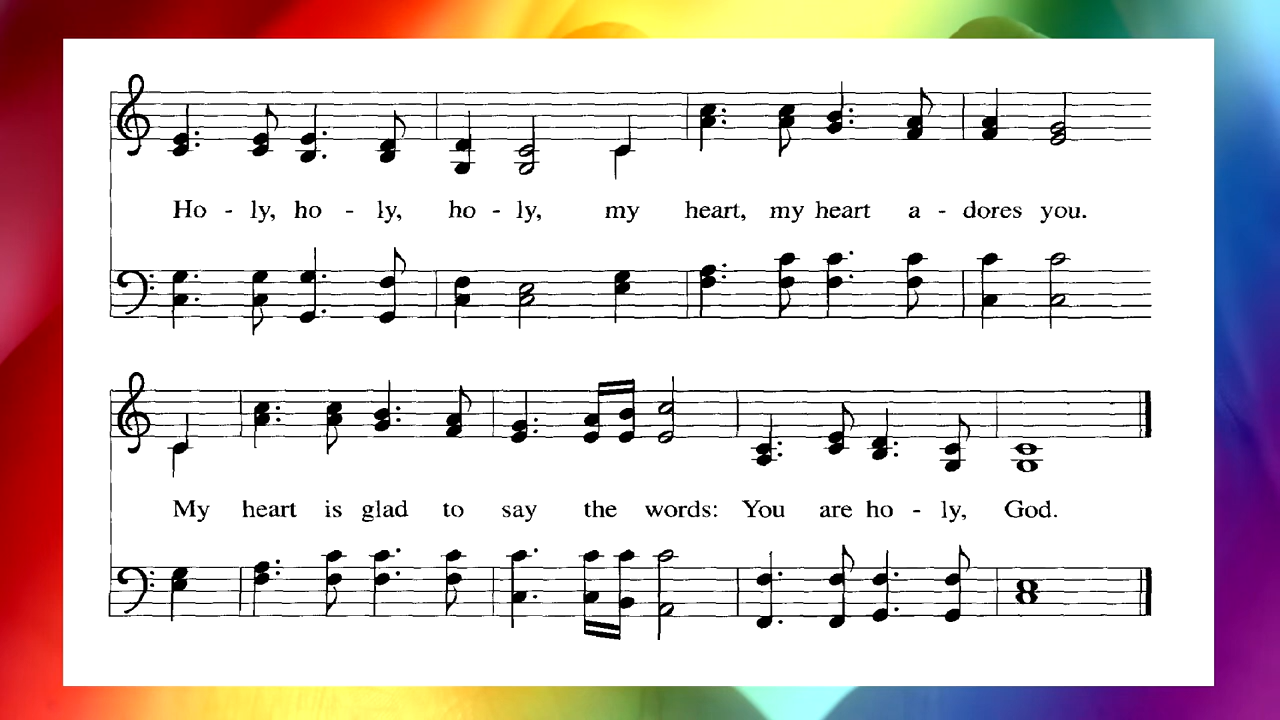 Ho - ly, ho - ly, ho - ly, my heart, my heart a - dores you.
My heart is glad to say the words: You are ho - ly, God.